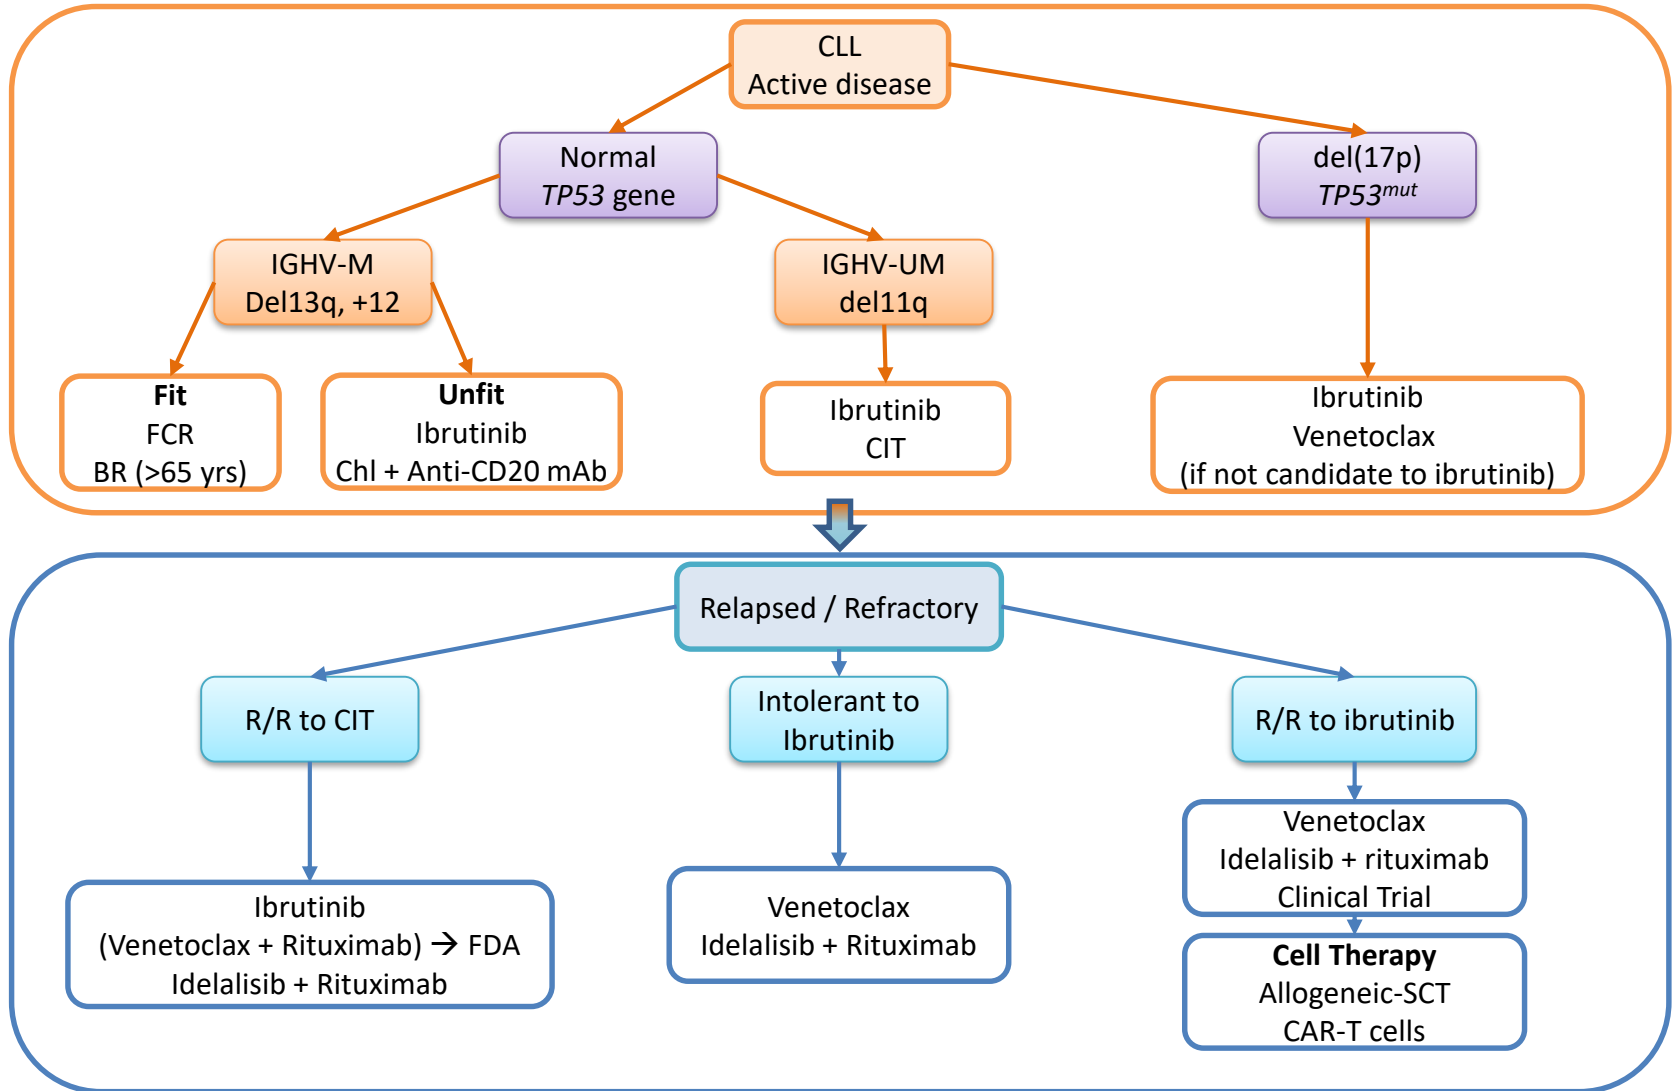 CLL
Active disease
Normal
TP53 gene
del(17p)
TP53mut
IGHV-M
Del13q, +12
IGHV-UM
del11q
Fit
FCR
BR (>65 yrs)
Unfit
Ibrutinib
Chl + Anti-CD20 mAb
Ibrutinib
CIT
Ibrutinib
Venetoclax
(if not candidate to ibrutinib)
Relapsed / Refractory
R/R to CIT
Intolerant to
Ibrutinib
R/R to ibrutinib
Ibrutinib
(Venetoclax + Rituximab) → FDA
Idelalisib + Rituximab
Venetoclax
Idelalisib + Rituximab
Venetoclax
Idelalisib + rituximab
Clinical Trial
Cell Therapy
Allogeneic-SCT
CAR-T cells